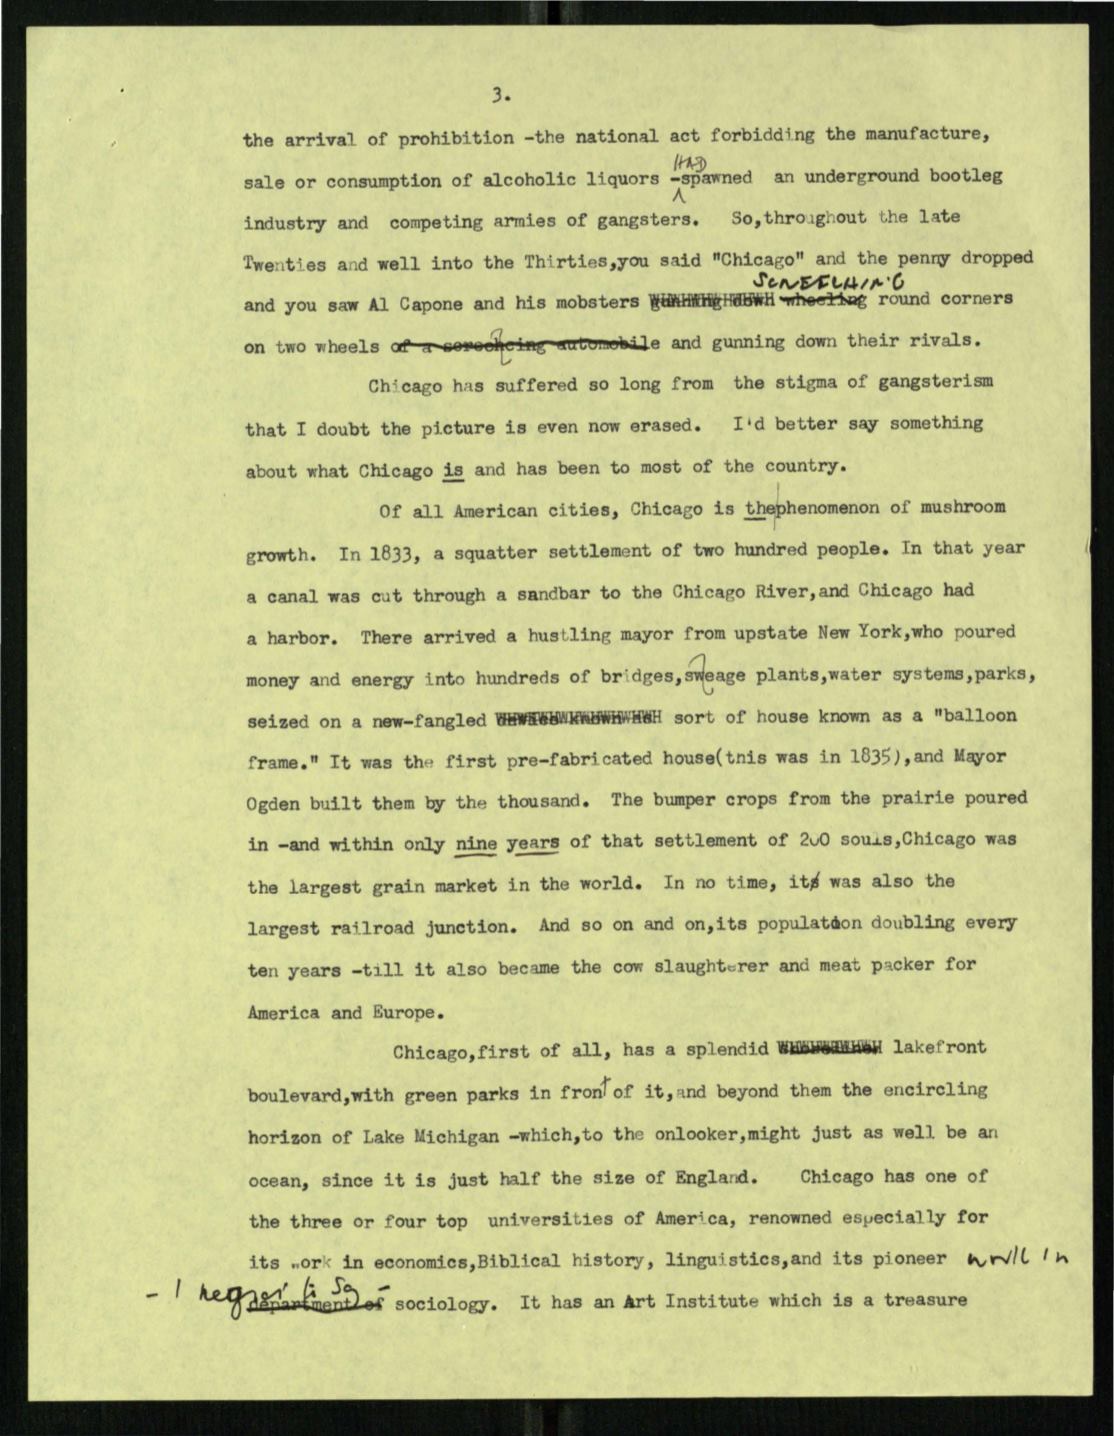 3.
the arrival of prohibition -the national act forbidding the manufacture,
HAD
sale or consumption of alcoholic liquors -spawned an underground bootleg
industry and competing armies of gangsters. So,throughout the late
Twenties and well into the Thirties,you said "Chicago" and the penny dropped
SCREECHING
and you saw Al Capone and his mobsters wheeling round corners
on two wheels of a screohcing automobile and gunning down their rivals.
Chicago has suffered so long from the stigma of gangsterism
that I doubt the picture is even now erased. I'd better say something
about what Chicago is and has been to most of the country.
Of all American cities, Chicago is thephenomenon of mushroom
growth. In 1833, a squatter settlement of two hundred people. In that year
a canal was cut through a sandbar to the Chicago River,and Chicago had
a harbor. There arrived a hustling mayor from upstate New York,who poured
money and energy into hundreds of bridges,sweage plants,water systems,parks,
seized on a new-fangled sort of house known as a "balloon
frame." It was the first pre-fabricated house(tnis was in 1835),and Mayor
Ogden built them by the thousand. The bumper crops from the prairie poured
in -and within only nine years of that settlement of 200 souls,Chicago was
the largest grain market in the world. In no time, its was also the
largest railroad junction. And so on and on,its population doubling every
ten years -till it also became the cow slaughterer and meat packer for
America and Europe.
Chicago,first of all, has a splendid lakefront
boulevard,with green parks in front of it,and beyond them the encircling
horizon of Lake Michigan -which,to the onlooker,might just as well be an
ocean, since it is just half the size of England. Chicago has one of
the three or four top universities of America, renowned especially for
its work in economics,Biblical history, linguistics,and its pioneer work in
department of sociology. It has an Art Institute which is a treasure